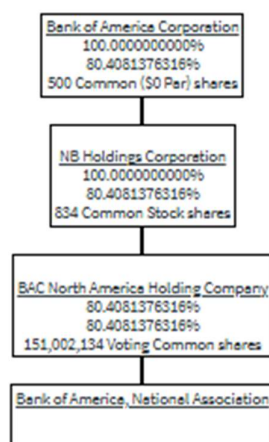 Bank of America Corporation
100.0000000000%
80.4081376316%
500 Common ($0 Par) shares
NB Holdings Corporation
100.0000000000%
80.4081376316%
834 Common Stock shares
BAC North America Holding Company
80.4081376316%
80.4081376316%
151,002,134 Voting Common shares
Bank of America, National Association